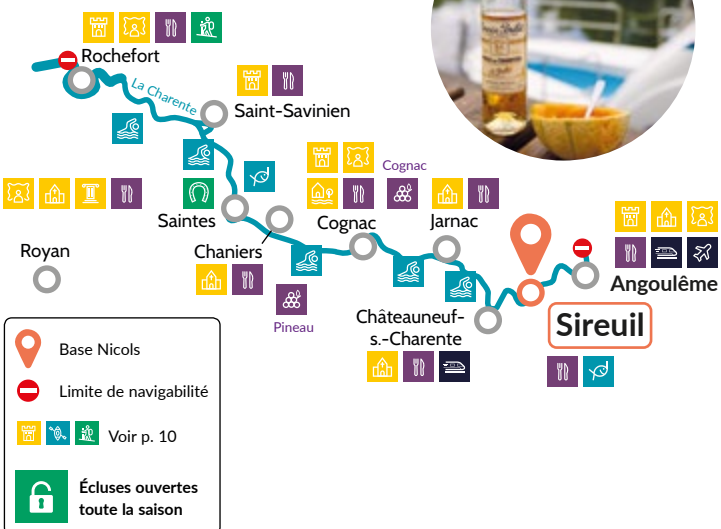 Rochefort
La Charente
Saint-Savinien
Cognac
Saintes
Chaniers
Cognac
Jarnac
Royan
Pineau
Angoulême
Sireuil
Châteauneuf-
s.-Charente
Base Nicols
Limite de navigabilité
Voir p. 10
Écluses ouvertes
toute la saison